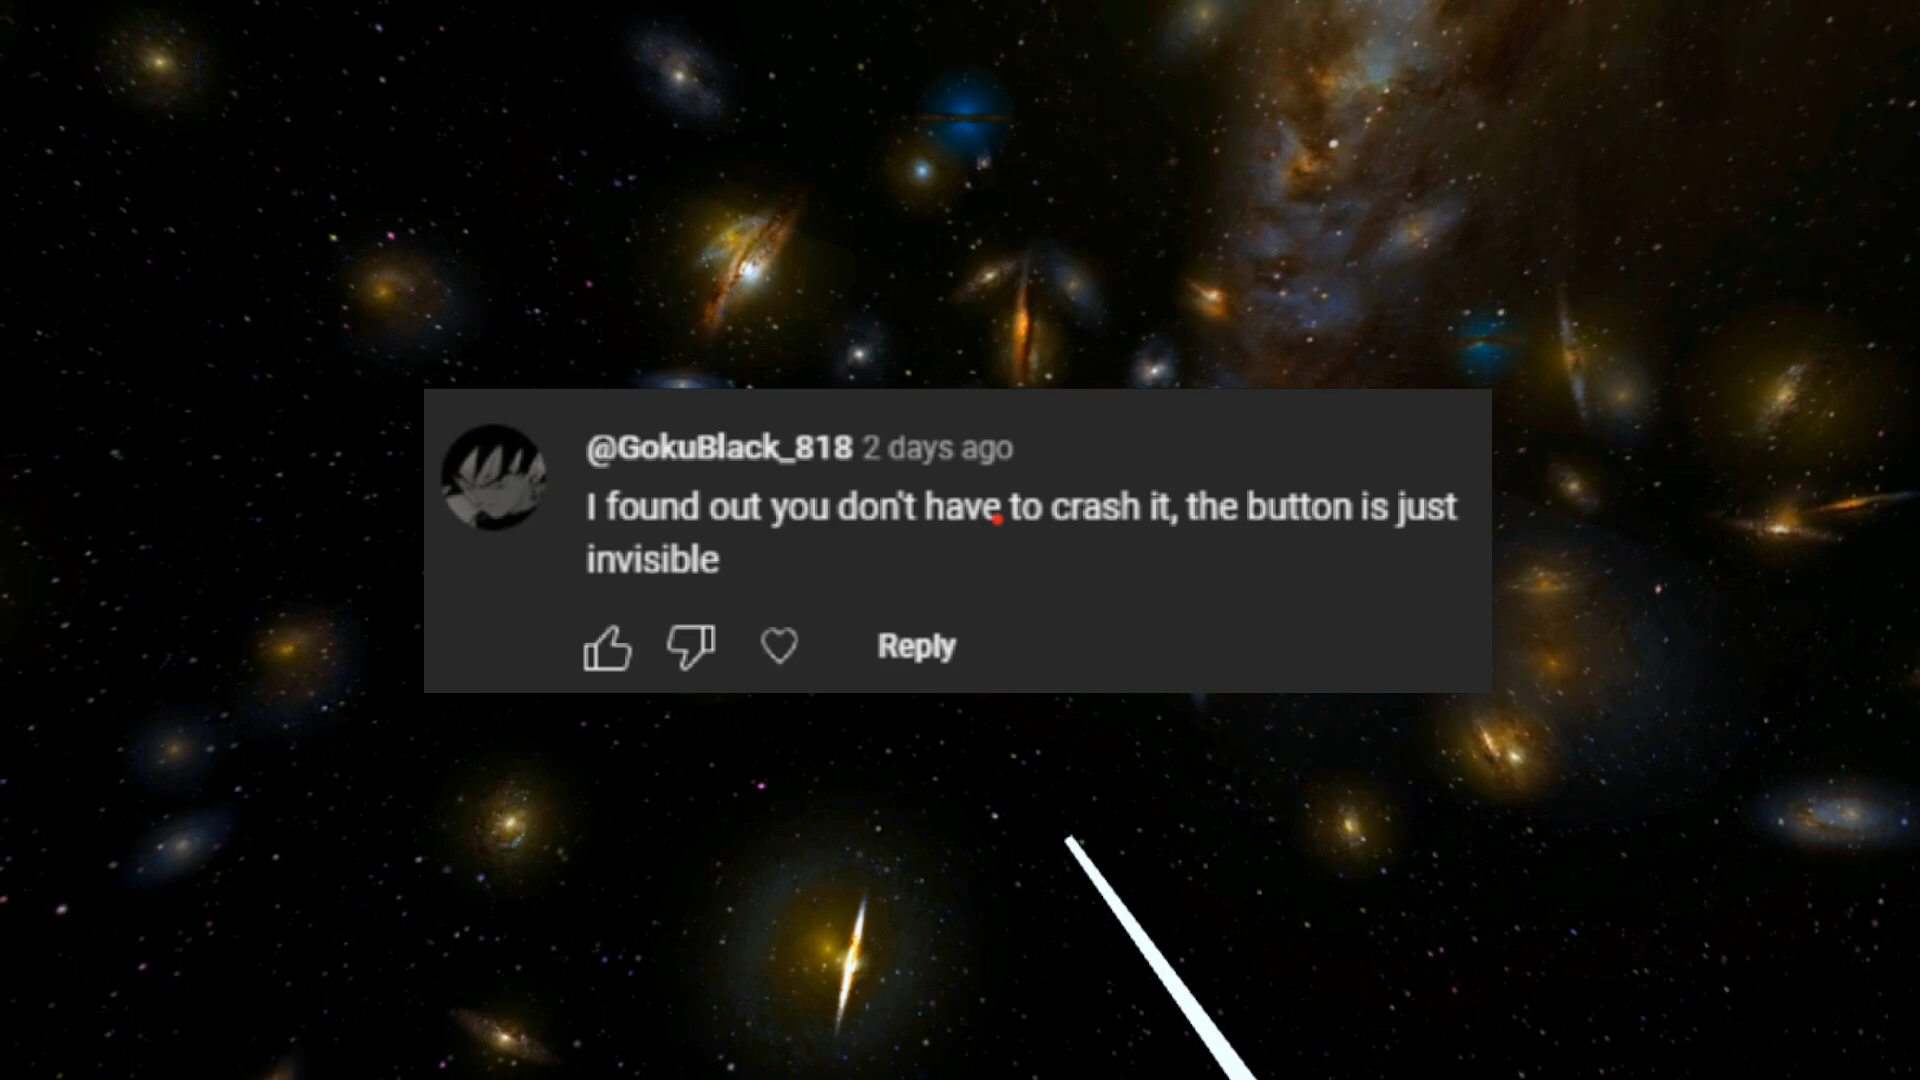 @GokuBlack_818 2 days ago
I found out you don't have to crash it, the button is just
invisible
Reply